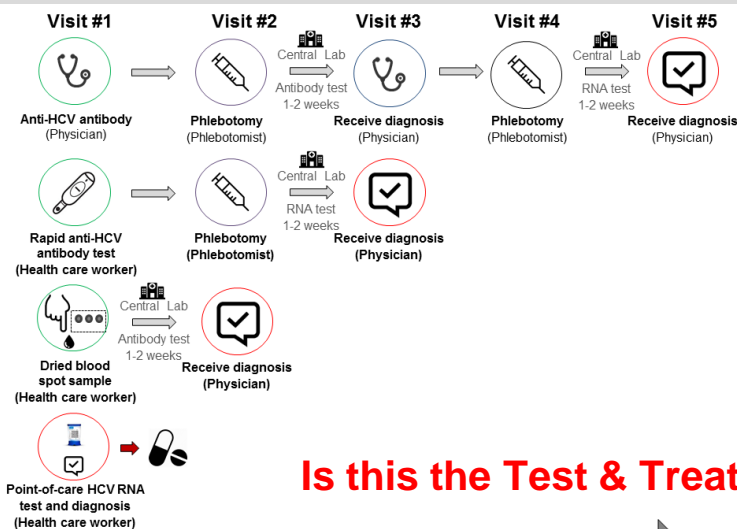 Visit #1
Visit #2
Visit #3
Visit #4
Visit #5
Central Lab
Antibody test
1-2 weeks
Central Lab
RNA test
1-2 weeks
Anti-HCV antibody
(Physician)
Phlebotomy
(Phlebotomist)
Receive diagnosis
(Physician)
Phlebotomy
(Phlebotomist)
Receive diagnosis
(Physician)
Central Lab
RNA test
1-2 weeks
Rapid anti-HCV
antibody test
(Health care worker)
Phlebotomy
(Phlebotomist)
Receive diagnosis
(Physician)
Central Lab
Antibody test
1-2 weeks
Dried blood
spot sample
(Health care worker)
Receive diagnosis
(Physician)
Point-of-care HCV RNA
test and diagnosis
(Health care worker)
Is this the Test & Treat